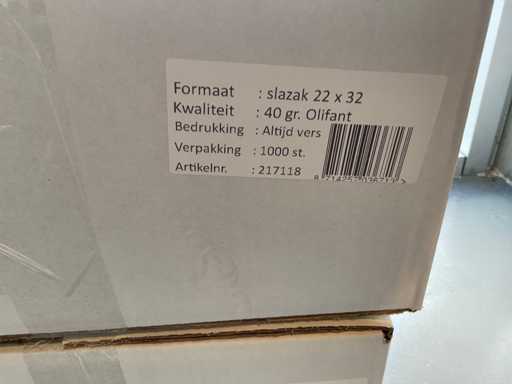 Formaat : slazak 22 x 32
Kwaliteit : 40 gr. Olifant
Bedrukking : Altijd vers
Verpakking : 1000 st.
Artikelnr. : 217118